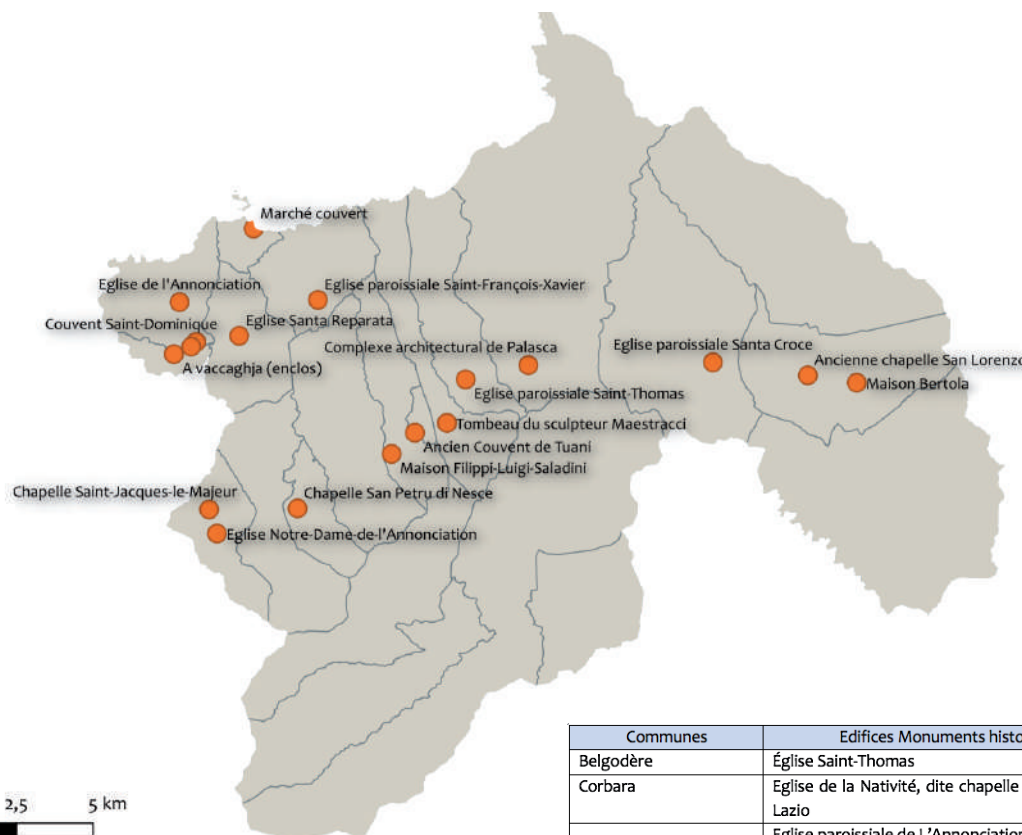 Marché couvert
Eglise de l'Annonciation
Eglise paroissiale Saint-François-Xavier
Couvent Saint-Dominique
Eglise Santa Reparata
A vaccaghja (enclos)
Complexe architectural de Palasca
Eglise paroissiale Santa Croce
Ancienne chapelle San Lorenzo
Maison Bertola
Eglise paroissiale Saint-Thomas
Tombeau du sculpteur Maestracci
Ancien Couvent de Tuani
Maison Filippi-Luigi-Saladini
Chapelle Saint-Jacques-le-Majeur
Chapelle San Petru di Nesce
Eglise Notre-Dame-de-l'Annonciation
2,5 5 km
Communes Edifices Monuments histo
Belgodère Église Saint-Thomas
Corbara Eglise de la Nativité, dite chapelle
Lazio
Eglise paroissiale de L'Annonciation